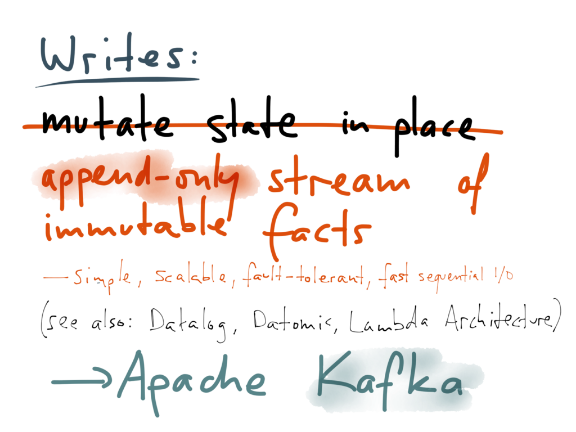 Writes:
mutate state in place
append-only stream of
immutable facts
— simple, scalable, fault-tolerant, fast sequential I/O
(see also: Datalog, Datomic, Lambda Architecture)
→ Apache Kafka